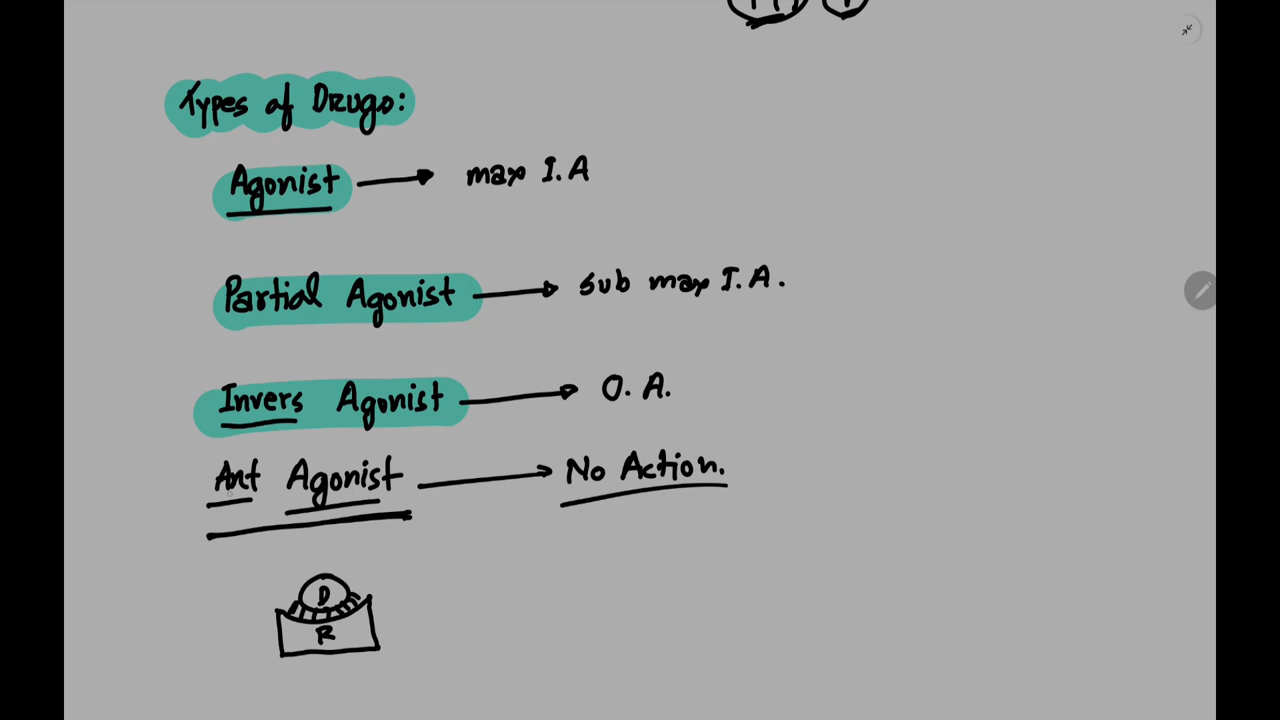 Types of Drugs:
Agonist → max I.A
Partial Agonist → sub max I.A.
Invers Agonist → O. A.
Ant Agonist → No Action.
D
R